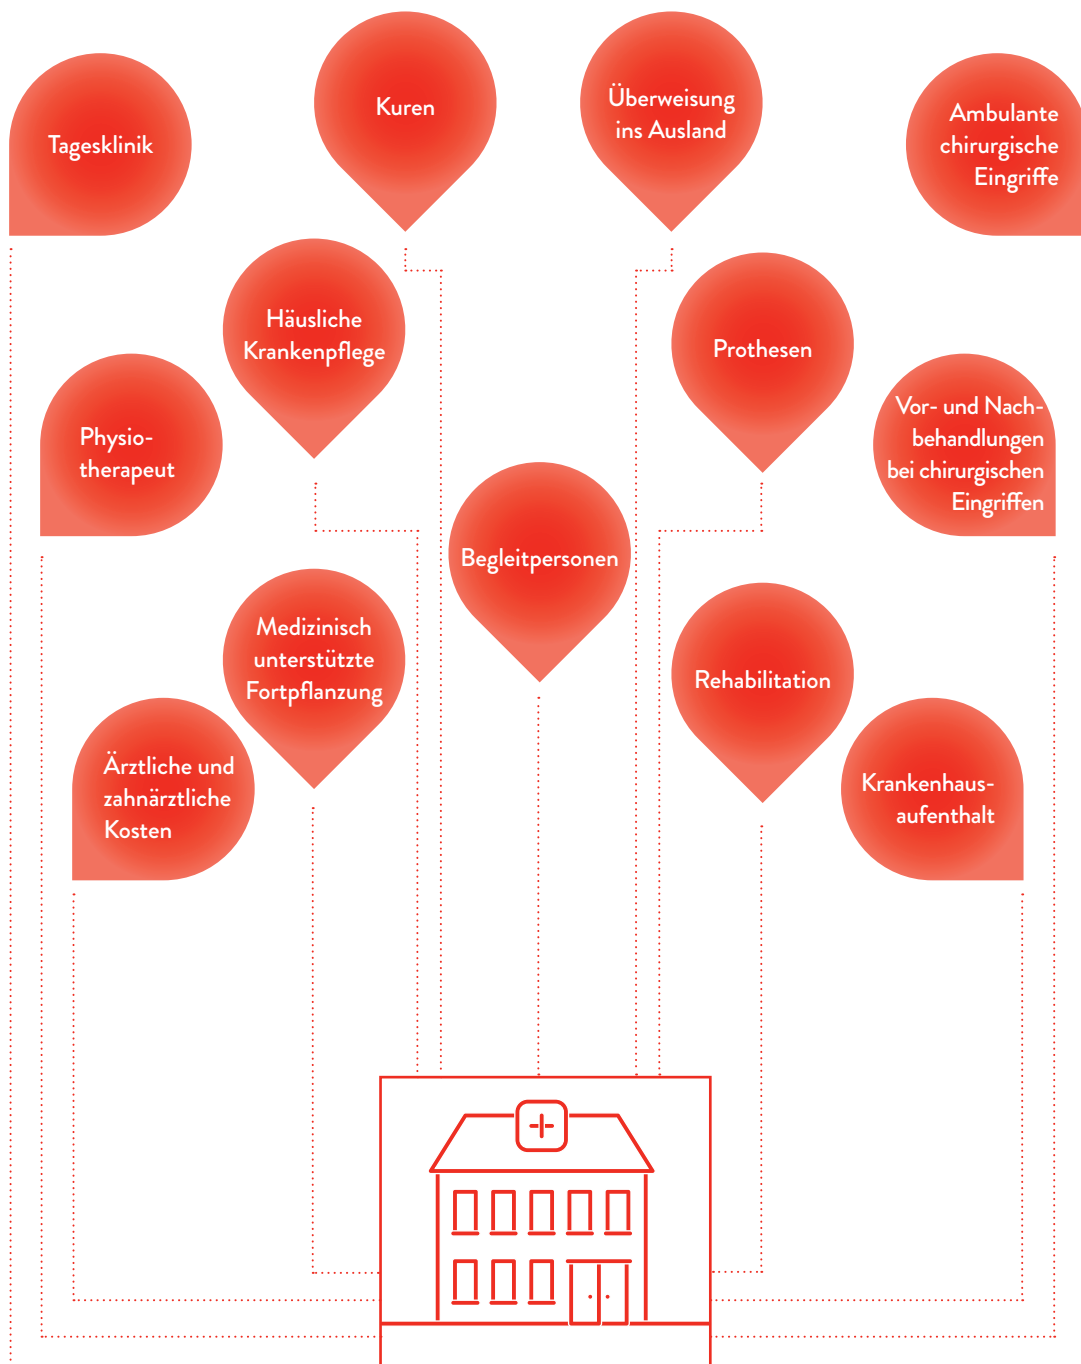 Tagesklinik
Kuren
Überweisung
ins Ausland
Ambulante
chirurgische
Eingriffe
Häusliche
Krankenpflege
Prothesen
Physio-
therapeut
Vor- und Nach-
behandlungen
bei chirurgischen
Eingriffen
Begleitpersonen
Medizinisch
unterstützte
Fortpflanzung
Rehabilitation
Ärztliche und
zahnärztliche
Kosten
Krankenhaus-
aufenthalt